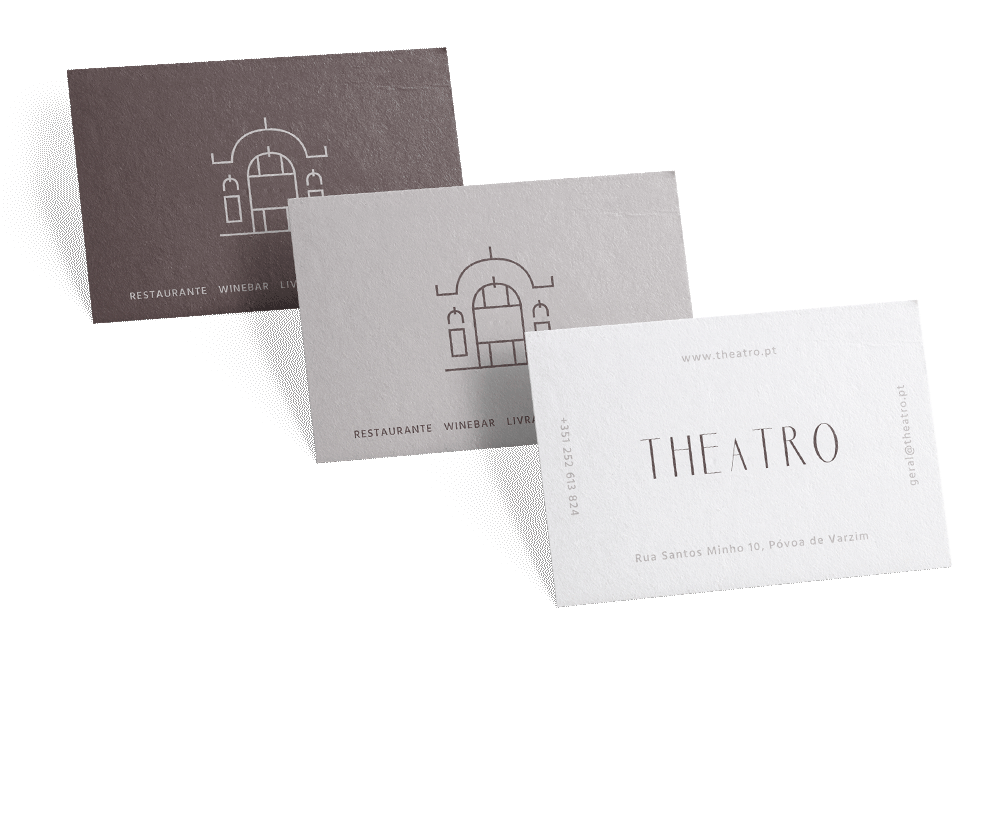 RESTAURANTE WINEBAR
RESTAURANTE WINEBAR
www.theatro.pt
+351 252 613 824
THEATRO
geral@theatro.pt
Rua Santos Minho 10, Póvoa de Varzim